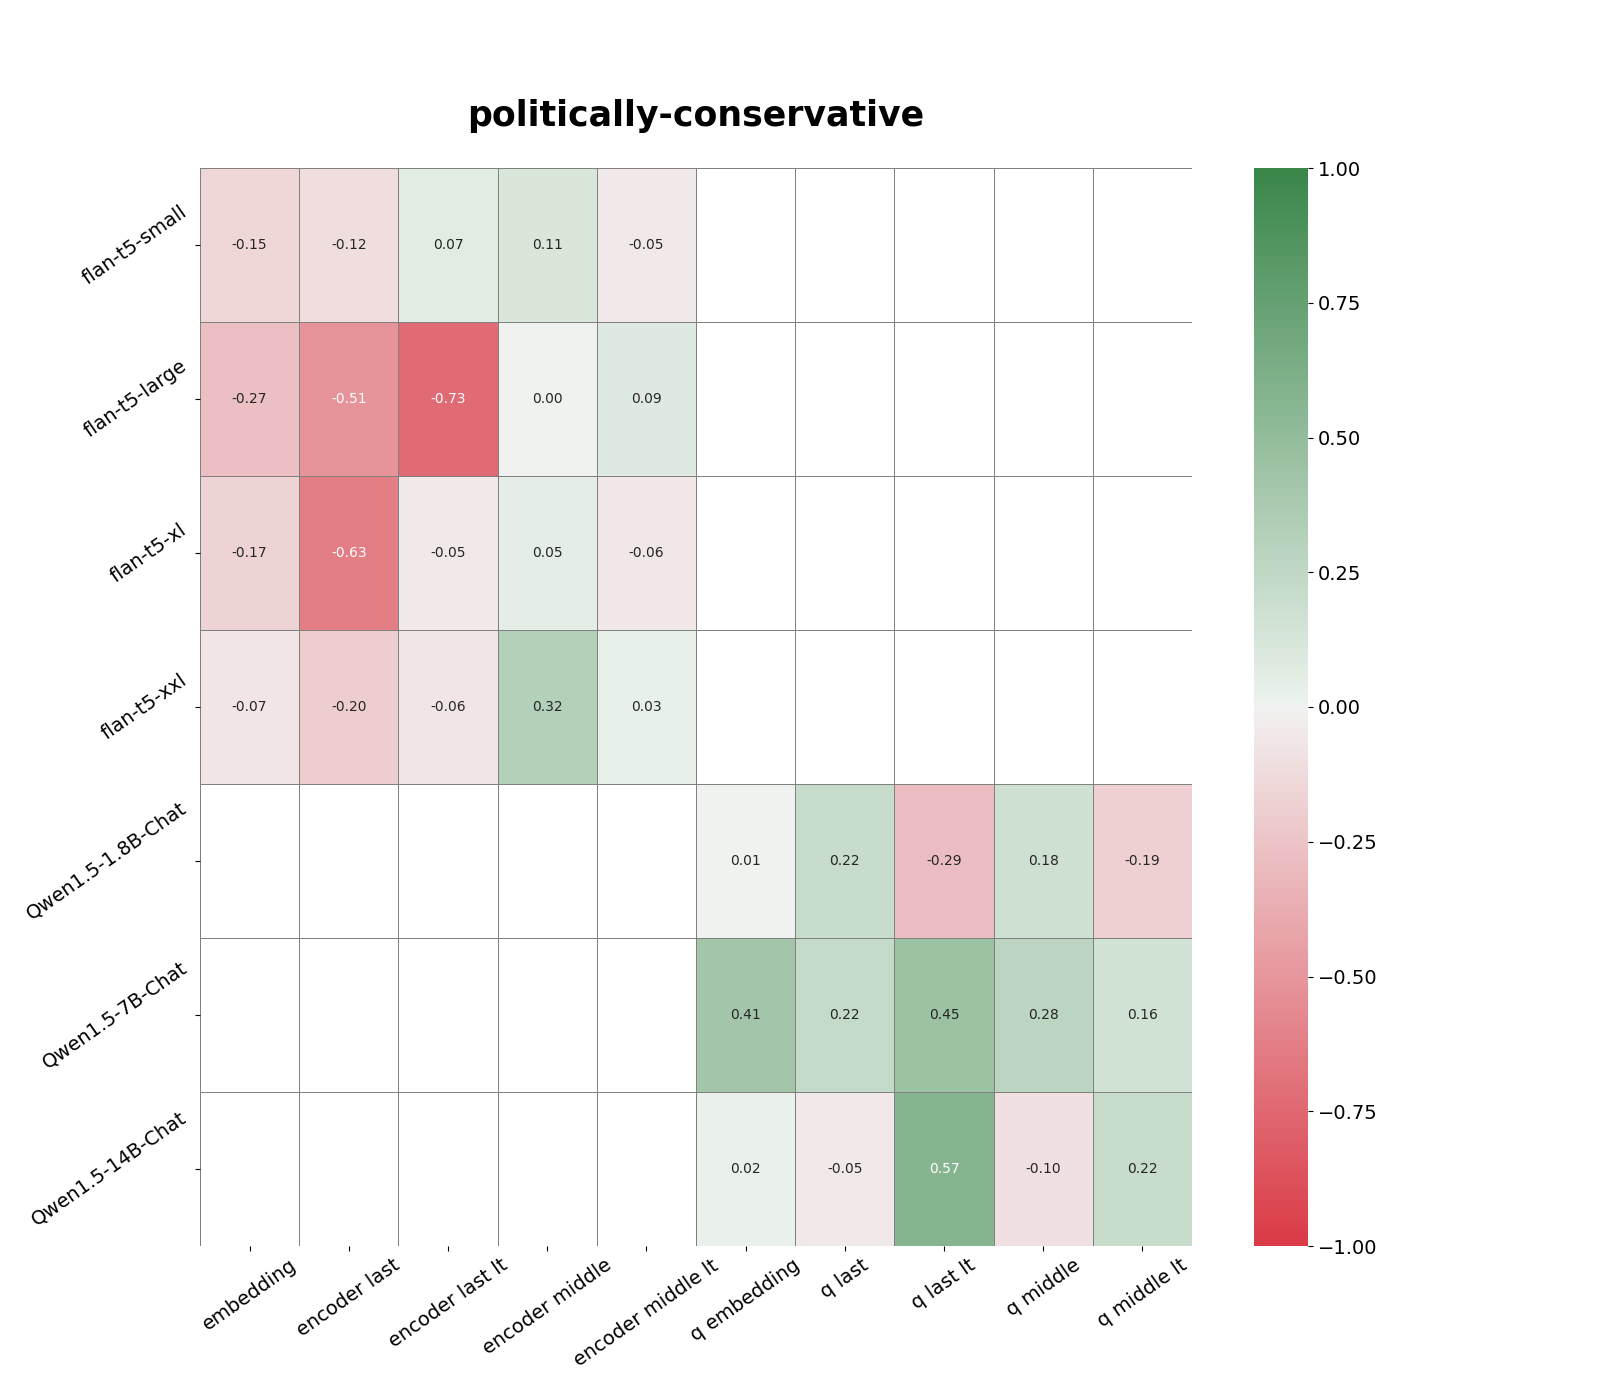 politically-conservative
flan-t5-small
-0.15 -0.12 0.07 0.11 -0.05
flan-t5-large
-0.27 -0.51 -0.73 0.00 0.09
flan-t5-xl
-0.17 -0.63 -0.05 0.05 -0.06
flan-t5-xxl
-0.07 -0.20 -0.06 0.32 0.03
Qwen1.5-1.8B-Chat
0.01 0.22 -0.29 0.18 -0.19
Qwen1.5-7B-Chat
0.41 0.22 0.45 0.28 0.16
Qwen1.5-14B-Chat
0.02 -0.05 0.57 -0.10 0.22
embedding
encoder last
encoder last lt
encoder middle
encoder middle lt
q embedding
q last
q last lt
q middle
q middle lt
1.00
0.75
0.50
0.25
0.00
−0.25
−0.50
−0.75
−1.00